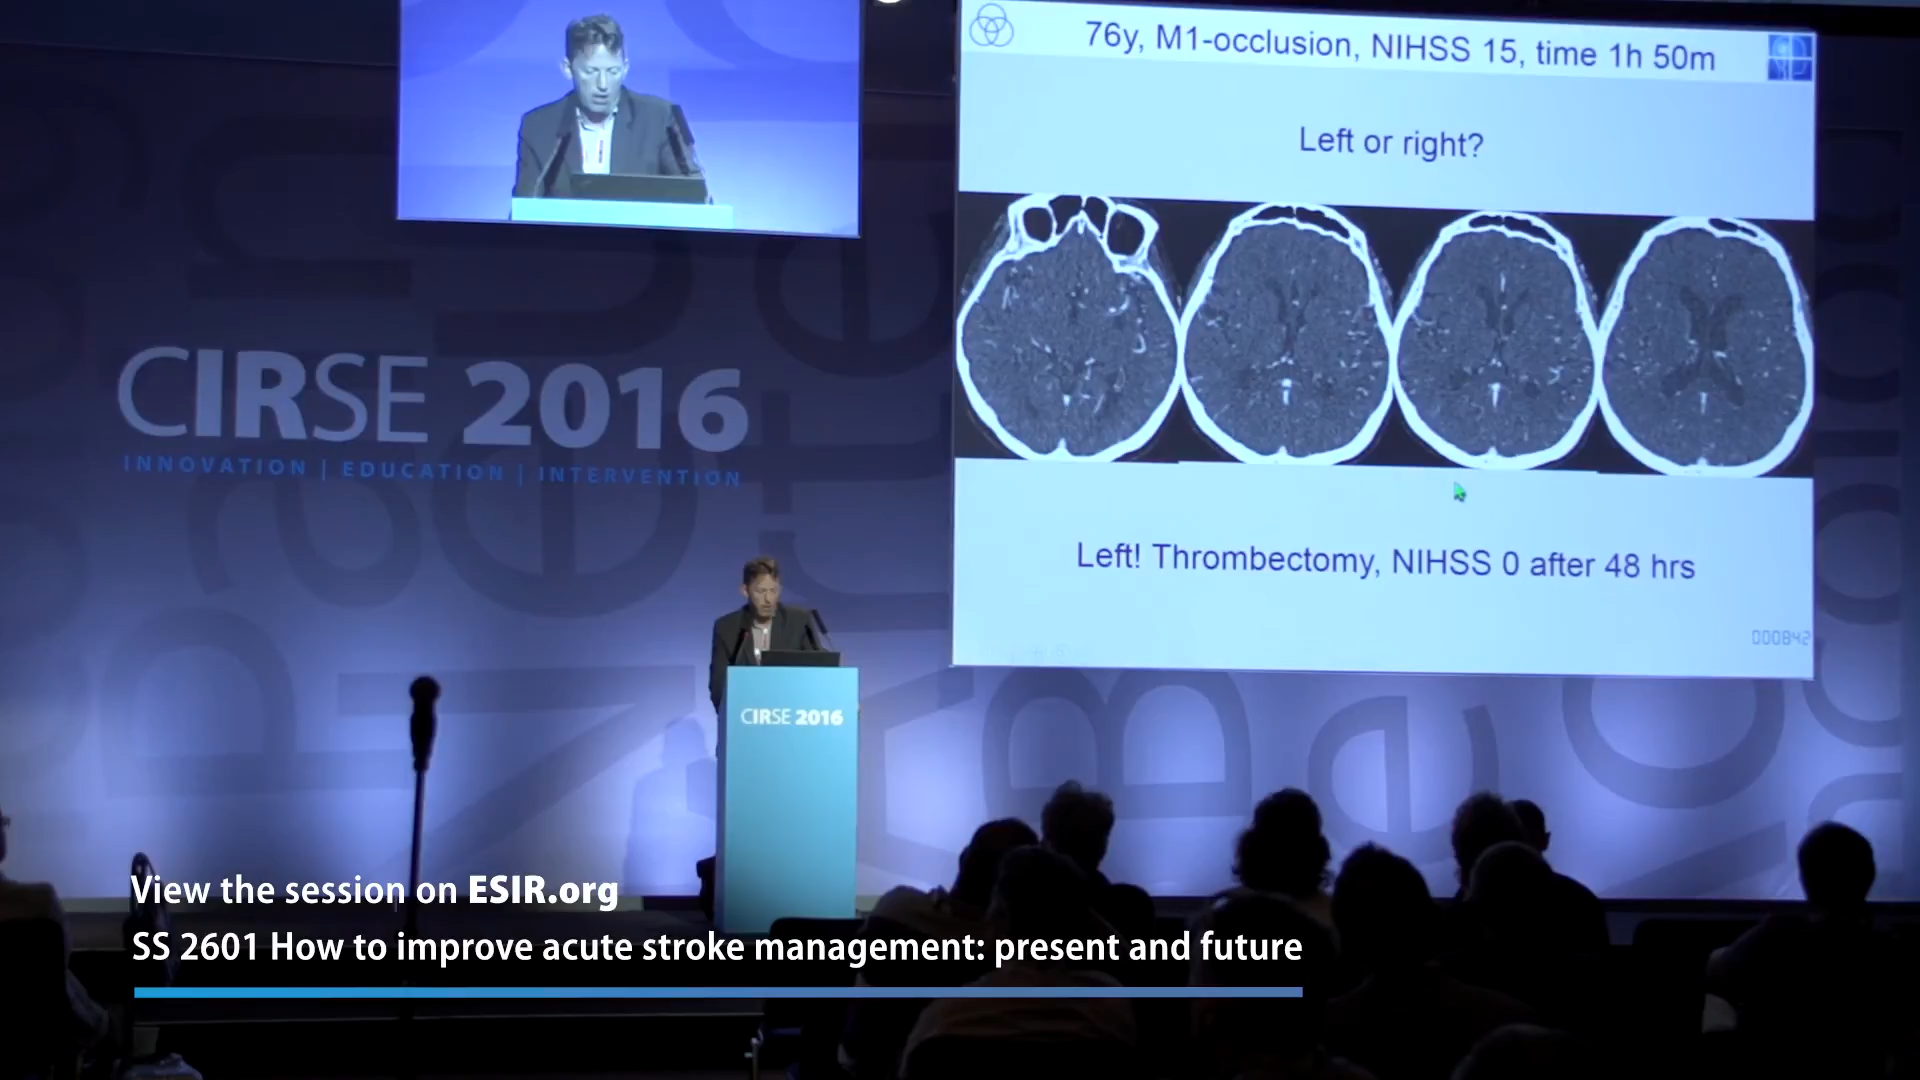 76y, M1-occlusion, NIHSS 15, time 1h 50m
Left or right?
Left! Thrombectomy, NIHSS 0 after 48 hrs
000842
CIRSE 2016
INNOVATION | EDUCATION | INTERVENTION
CIRSE 2016
View the session on ESIR.org
SS 2601 How to improve acute stroke management: present and future